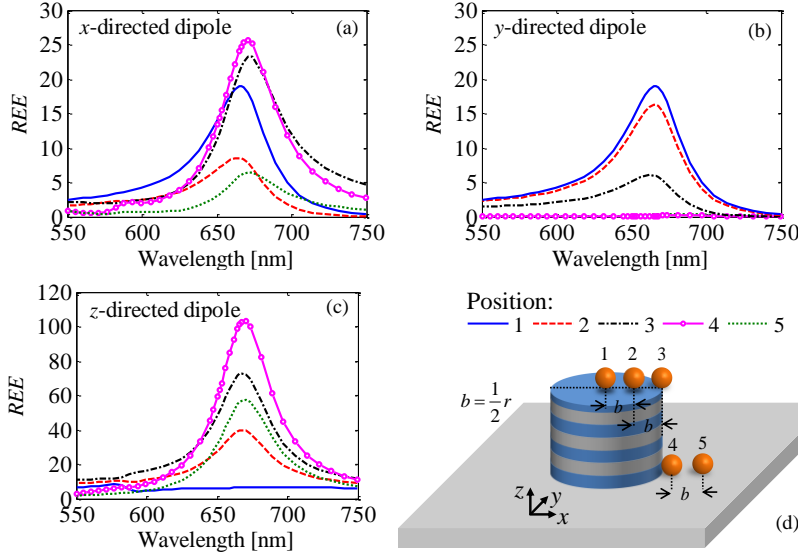 x-directed dipole
(a)
REE
30
25
20
15
10
5
0
550
600
650
700
750
Wavelength [nm]
y-directed dipole
(b)
REE
30
25
20
15
10
5
0
550
600
650
700
750
Wavelength [nm]
z-directed dipole
(c)
REE
120
100
80
60
40
20
0
550
600
650
700
750
Wavelength [nm]
Position:
1 2 3 4 5
1 2 3
b = 1/2 r
b
b
4 5
b
z y x
(d)